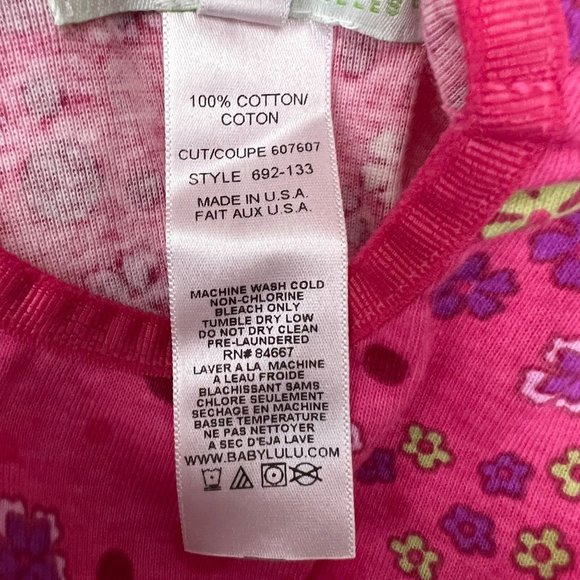 100% COTTON/
COTON
CUT/COUPE 607607
STYLE 692-133
MADE IN U.S.A.
FAIT AUX U.S.A.
MACHINE WASH COLD
NON-CHLORINE
BLEACH ONLY
TUMBLE DRY LOW
DO NOT DRY CLEAN
PRE-LAUNDERED
RN# 84667
LAVER A LA MACHINE
A LEAU FROIDE
BLACHISSANT SAMS
CHLORE SEULEMENT
SECHAGE EN MACHINE
BASSE TEMPERATURE
NE PAS NETTOYER
A SEC D'EJA LAVE
WWW.BABYLULU.COM